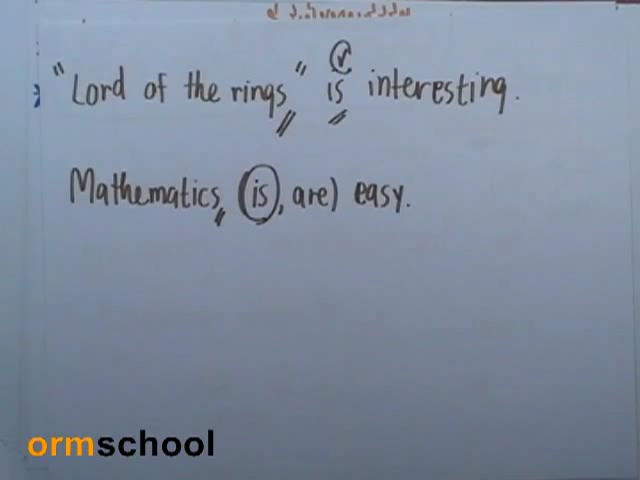 "Lord of the rings" is interesting.
Mathematics (is, are) easy.
ormschool